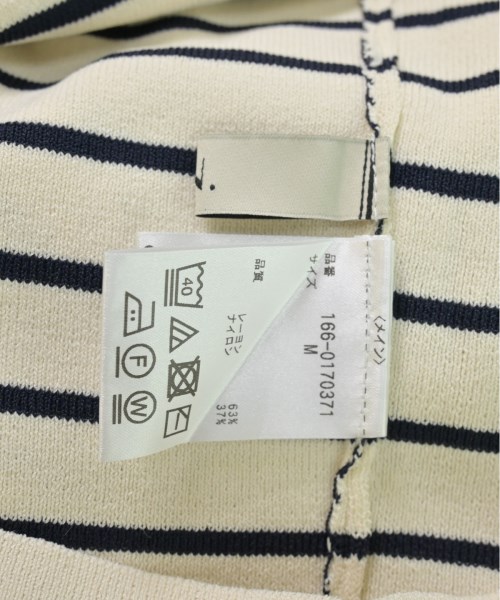 〈メイン〉
品番 166-0170371
サイズ M
品質
レーヨン 63%
ナイロン 37%
40
F
W